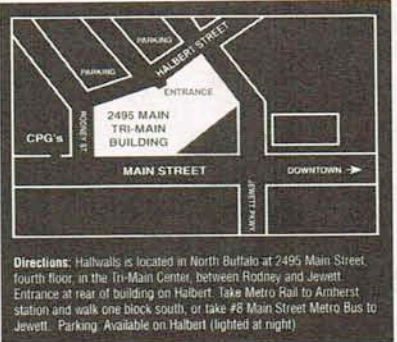 PARKING
HALBERT STREET
PARKING
ENTRANCE
2495 MAIN
TRI-MAIN
BUILDING
CPG's
RODNEY ST.
MAIN STREET
DOWNTOWN
JEWETT PKWY.
Directions: Hallwalls is located in North Buffalo at 2495 Main Street,
fourth floor, in the Tri-Main Center, between Rodney and Jewett.
Entrance at rear of building on Halbert. Take Metro Rail to Amherst
station and walk one block south, or take #8 Main Street Metro Bus to
Jewett. Parking: Available on Halbert (lighted at night)